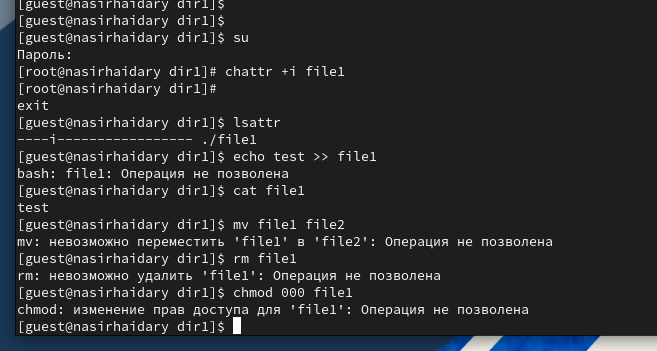 [guest@nasirhaidary dir1]$
[guest@nasirhaidary dir1]$
[guest@nasirhaidary dir1]$ su
Пароль:
[root@nasirhaidary dir1]# chattr +i file1
[root@nasirhaidary dir1]#
exit
[guest@nasirhaidary dir1]$ lsattr
----i----------------- ./file1
[guest@nasirhaidary dir1]$ echo test >> file1
bash: file1: Операция не позволена
[guest@nasirhaidary dir1]$ cat file1
test
[guest@nasirhaidary dir1]$ mv file1 file2
mv: невозможно переместить 'file1' в 'file2': Операция не позволена
[guest@nasirhaidary dir1]$ rm file1
rm: невозможно удалить 'file1': Операция не позволена
[guest@nasirhaidary dir1]$ chmod 000 file1
chmod: изменение прав доступа для 'file1': Операция не позволена
[guest@nasirhaidary dir1]$